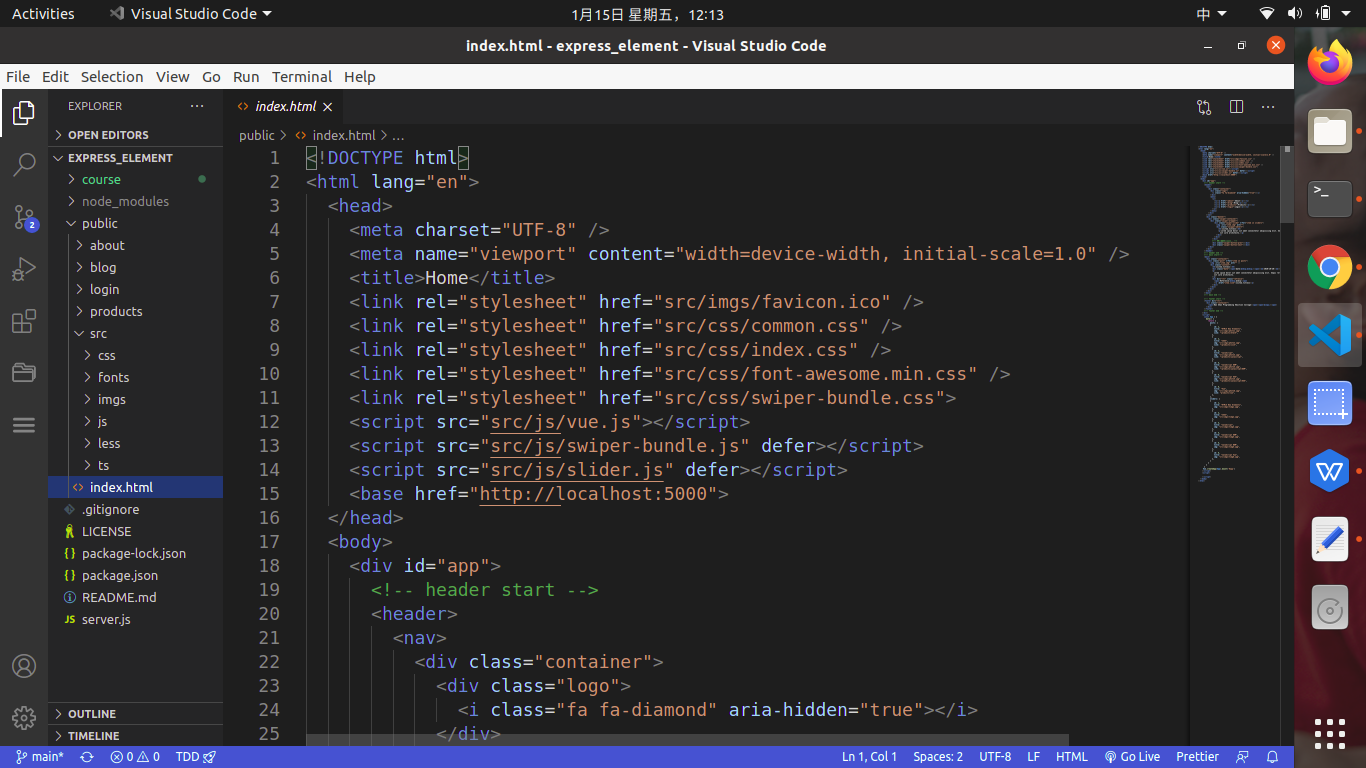 Activities Visual Studio Code 1月15日 星期五，12∶13 中
index.html - express_element - Visual Studio Code
File Edit Selection View Go Run Terminal Help
EXPLORER
OPEN EDITORS
EXPRESS_ELEMENT
course
node_modules
public
about
blog
login
products
src
css
fonts
imgs
js
less
ts
index.html
.gitignore
LICENSE
package-lock.json
package.json
README.md
JS server.js
OUTLINE
TIMELINE
2
index.html
public > index.html > ...
1 <!DOCTYPE html>
2 <html lang="en">
3 <head>
4 <meta charset="UTF-8" />
5 <meta name="viewport" content="width=device-width, initial-scale=1.0" />
6 <title>Home</title>
7 <link rel="stylesheet" href="src/imgs/favicon.ico" />
8 <link rel="stylesheet" href="src/css/common.css" />
9 <link rel="stylesheet" href="src/css/index.css" />
10 <link rel="stylesheet" href="src/css/font-awesome.min.css" />
11 <link rel="stylesheet" href="src/css/swiper-bundle.css">
12 <script src="src/js/vue.js"></script>
13 <script src="src/js/swiper-bundle.js" defer></script>
14 <script src="src/js/slider.js" defer></script>
15 <base href="http://localhost:5000">
16 </head>
17 <body>
18 <div id="app">
19 <!-- header start -->
20 <header>
21 <nav>
22 <div class="container">
23 <div class="logo">
24 <i class="fa fa-diamond" aria-hidden="true"></i>
25 </div>
main* 0 0 TDD Ln 1, Col 1 Spaces: 2 UTF-8 LF HTML Go Live Prettier